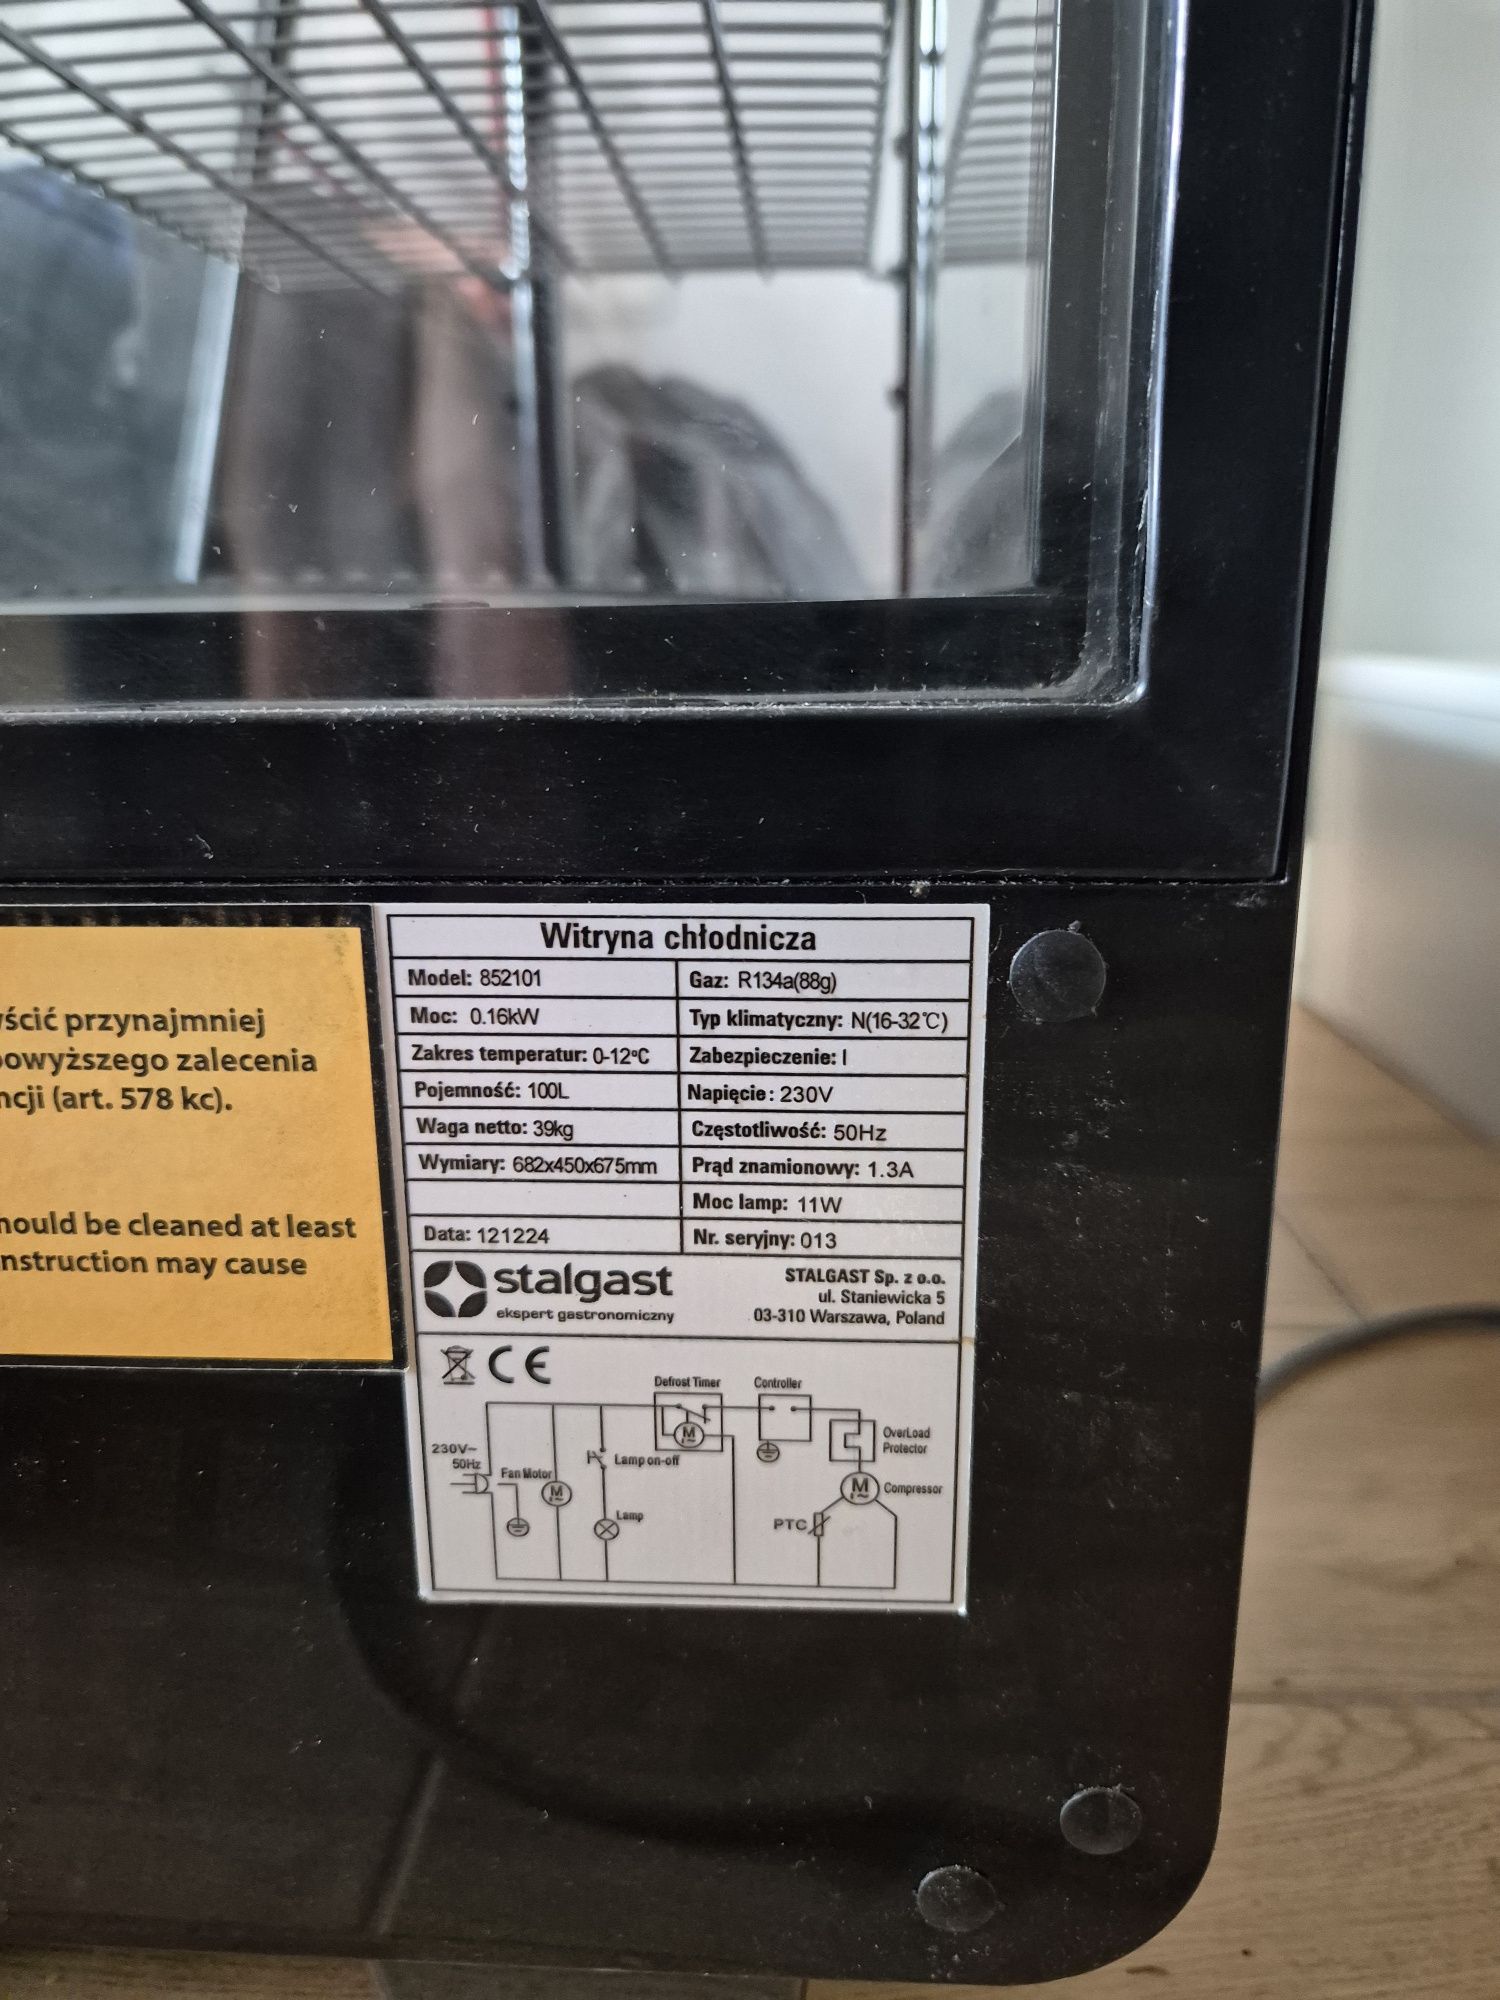 ścić przynajmniej
powyższego zalecenia
ncji (art. 578 kc).
hould be cleaned at least
nstruction may cause
Witryna chłodnicza
Model: 852101
Gaz: R134a(88g)
Moc: 0.16kW
Typ klimatyczny: N(16-32℃)
Zakres temperatur: 0-12ºC
Zabezpieczenie: I
Pojemność: 100L
Napięcie: 230V
Waga netto: 39kg
Częstotliwość: 50Hz
Wymiary: 682x450x675mm
Prąd znamionowy: 1.3A
Moc lamp: 11W
Data: 121224
Nr. seryjny: 013
stalgast
ekspert gastronomiczny
STALGAST Sp. z o.o.
ul. Staniewicka 5
03-310 Warszawa, Poland
CE
Defrost Timer
Controller
M
OverLoad
Protector
230V~
50Hz
Lamp on-off
Fan Motor
M
M
Compressor
Lamp
PTC